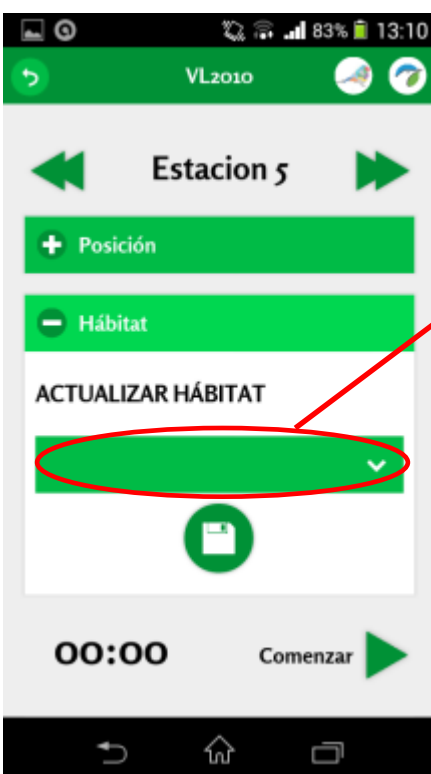 83% 13:10
VL2010
Estacion 5
Posición
Hábitat
ACTUALIZAR HÁBITAT
00:00 Comenzar